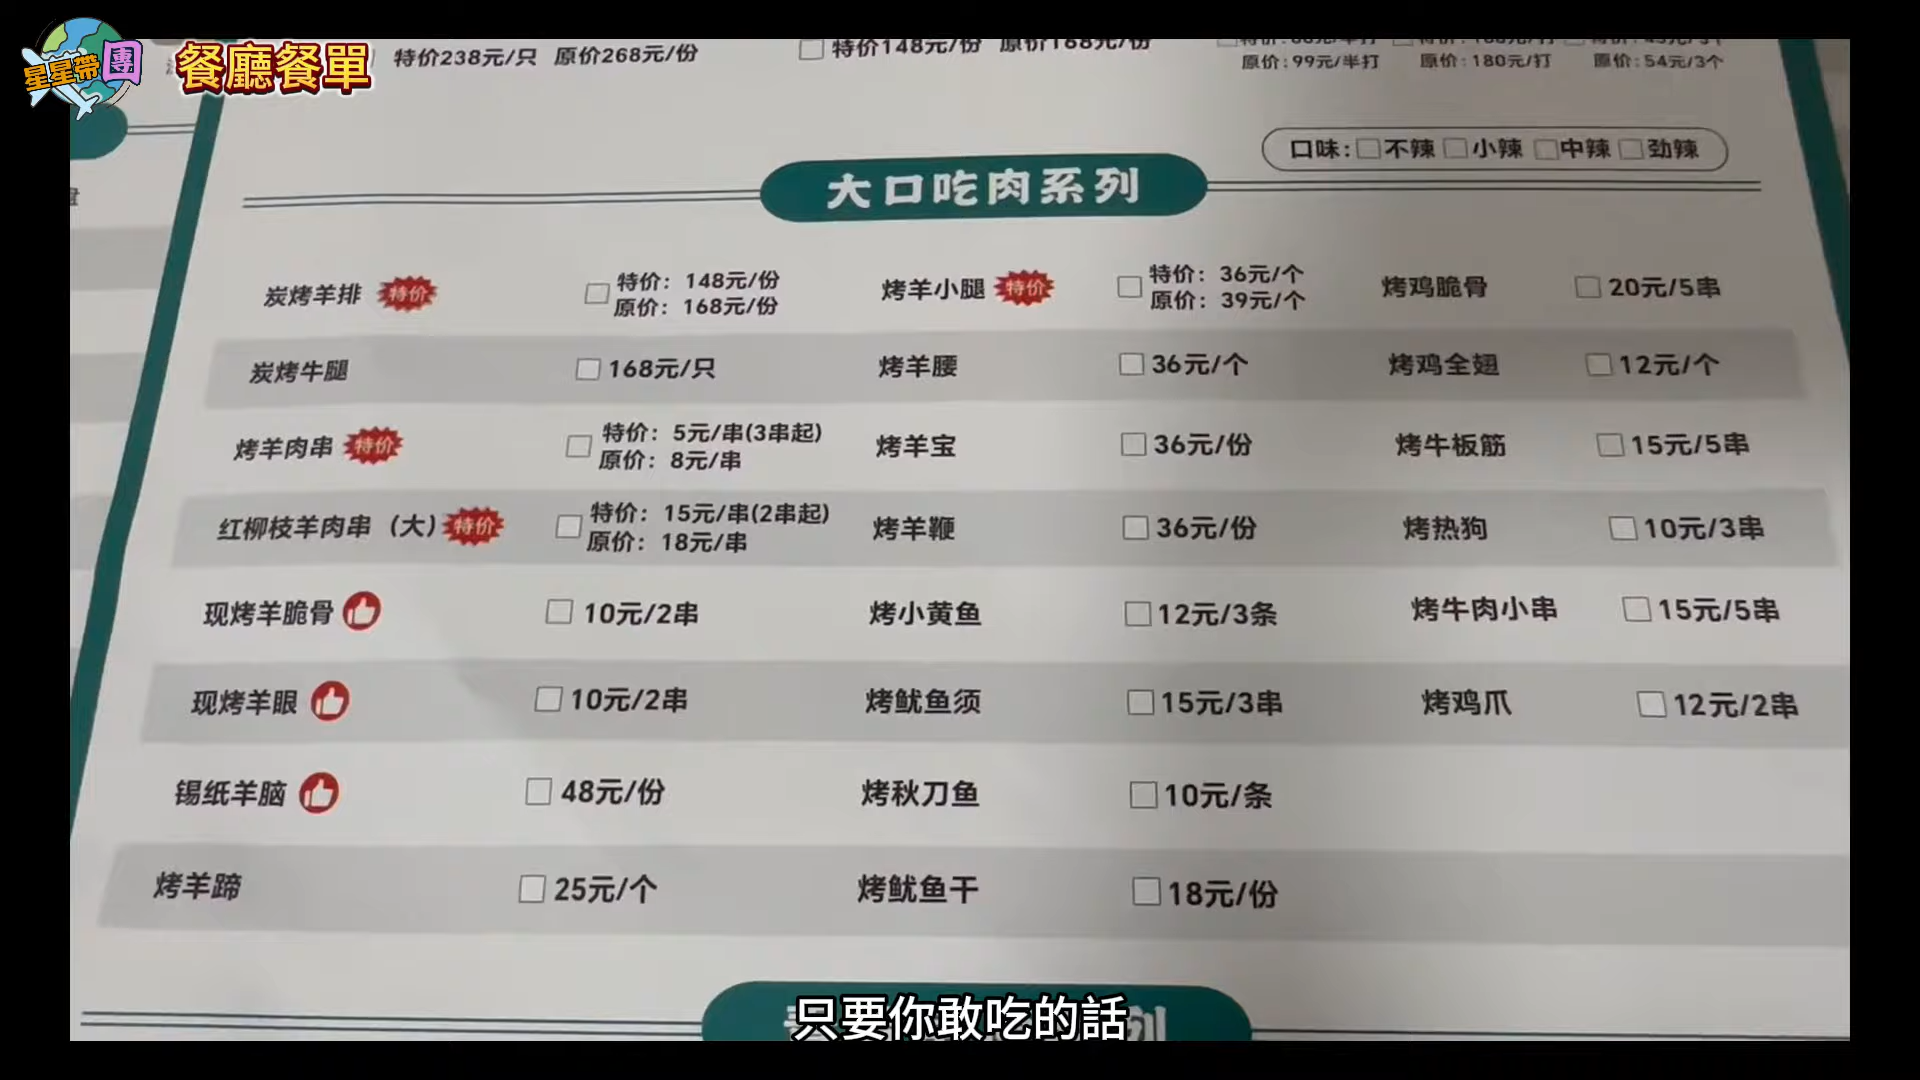 星星帶團
餐廳餐單
特价238元/只 原价268元/份
特价148元/份 原价168元/份
原价:99元/半打 原价:180元/打 原价:54元/3个
口味: 不辣 小辣 中辣 劲辣
大口吃肉系列
炭烤羊排 特价 特价: 148元/份
原价: 168元/份
烤羊小腿 特价 特价: 36元/个
原价: 39元/个
烤鸡脆骨 20元/5串
炭烤牛腿 168元/只 烤羊腰 36元/个 烤鸡全翅 12元/个
烤羊肉串 特价 特价: 5元/串(3串起)
原价: 8元/串
烤羊宝 36元/份 烤牛板筋 15元/5串
红柳枝羊肉串（大） 特价 特价: 15元/串(2串起)
原价: 18元/串
烤羊鞭 36元/份 烤热狗 10元/3串
现烤羊脆骨 10元/2串 烤小黄鱼 12元/3条 烤牛肉小串 15元/5串
现烤羊眼 10元/2串 烤鱿鱼须 15元/3串 烤鸡爪 12元/2串
锡纸羊脑 48元/份 烤秋刀鱼 10元/条
烤羊蹄 25元/个 烤鱿鱼干 18元/份
只要你敢吃的話